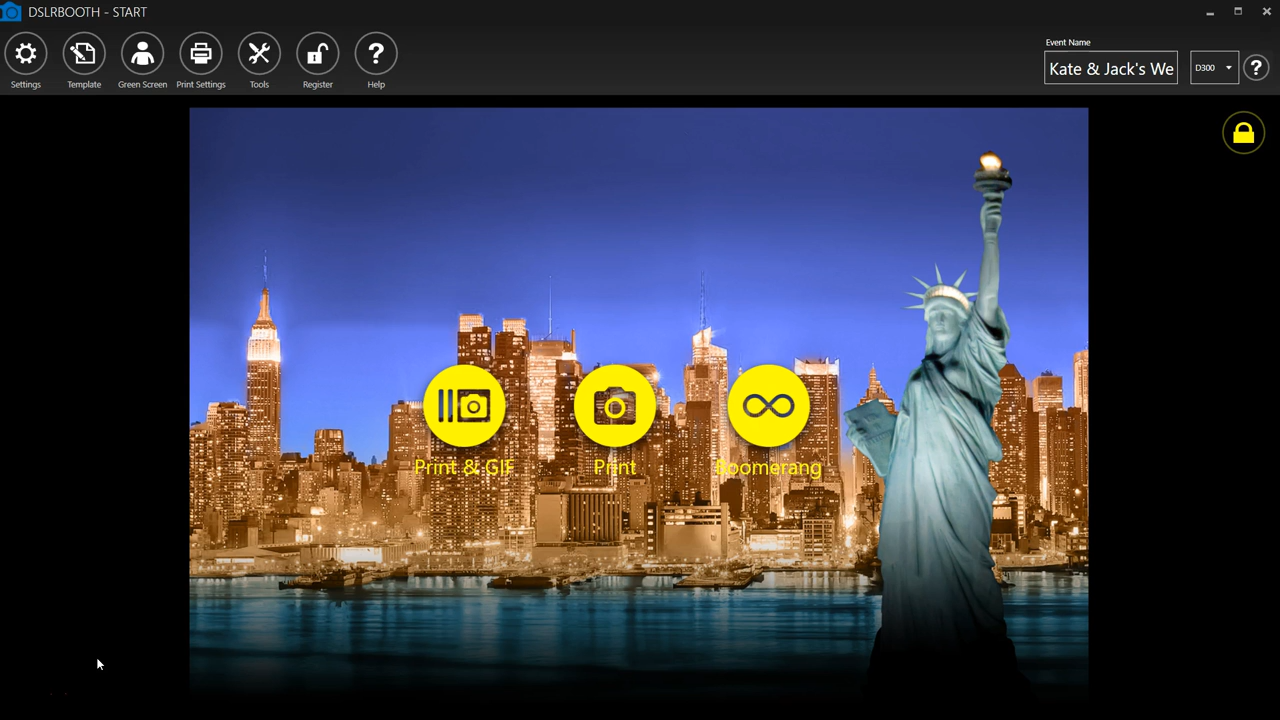 DSLRBOOTH - START
Settings
Template
Green Screen
Print Settings
Tools
Register
Help
Event Name
Kate & Jack's We
D300
?
?
Print & GIF
Print
Boomerang